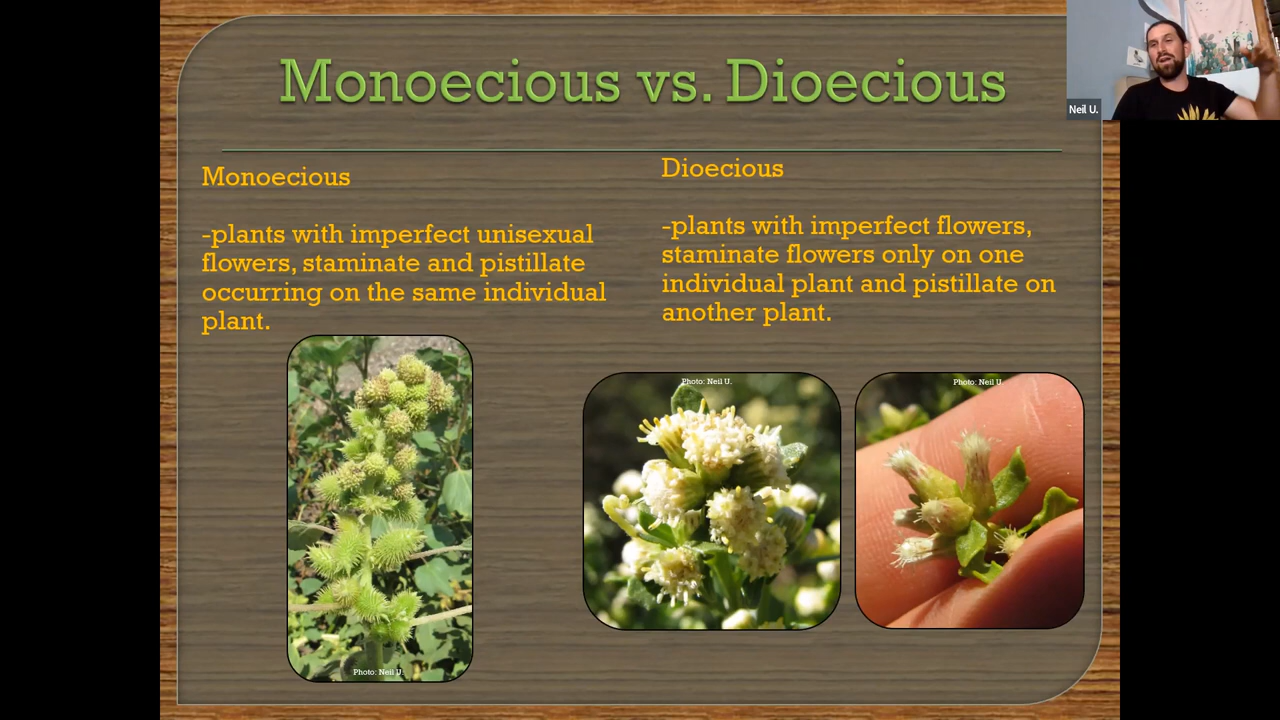 Monoecious vs. Dioecious
Neil U.
Monoecious
-plants with imperfect unisexual
flowers, staminate and pistillate
occurring on the same individual
plant.
Dioecious
-plants with imperfect flowers,
staminate flowers only on one
individual plant and pistillate on
another plant.
Photo: Neil U.
Photo: Neil U
Photo: Neil U.